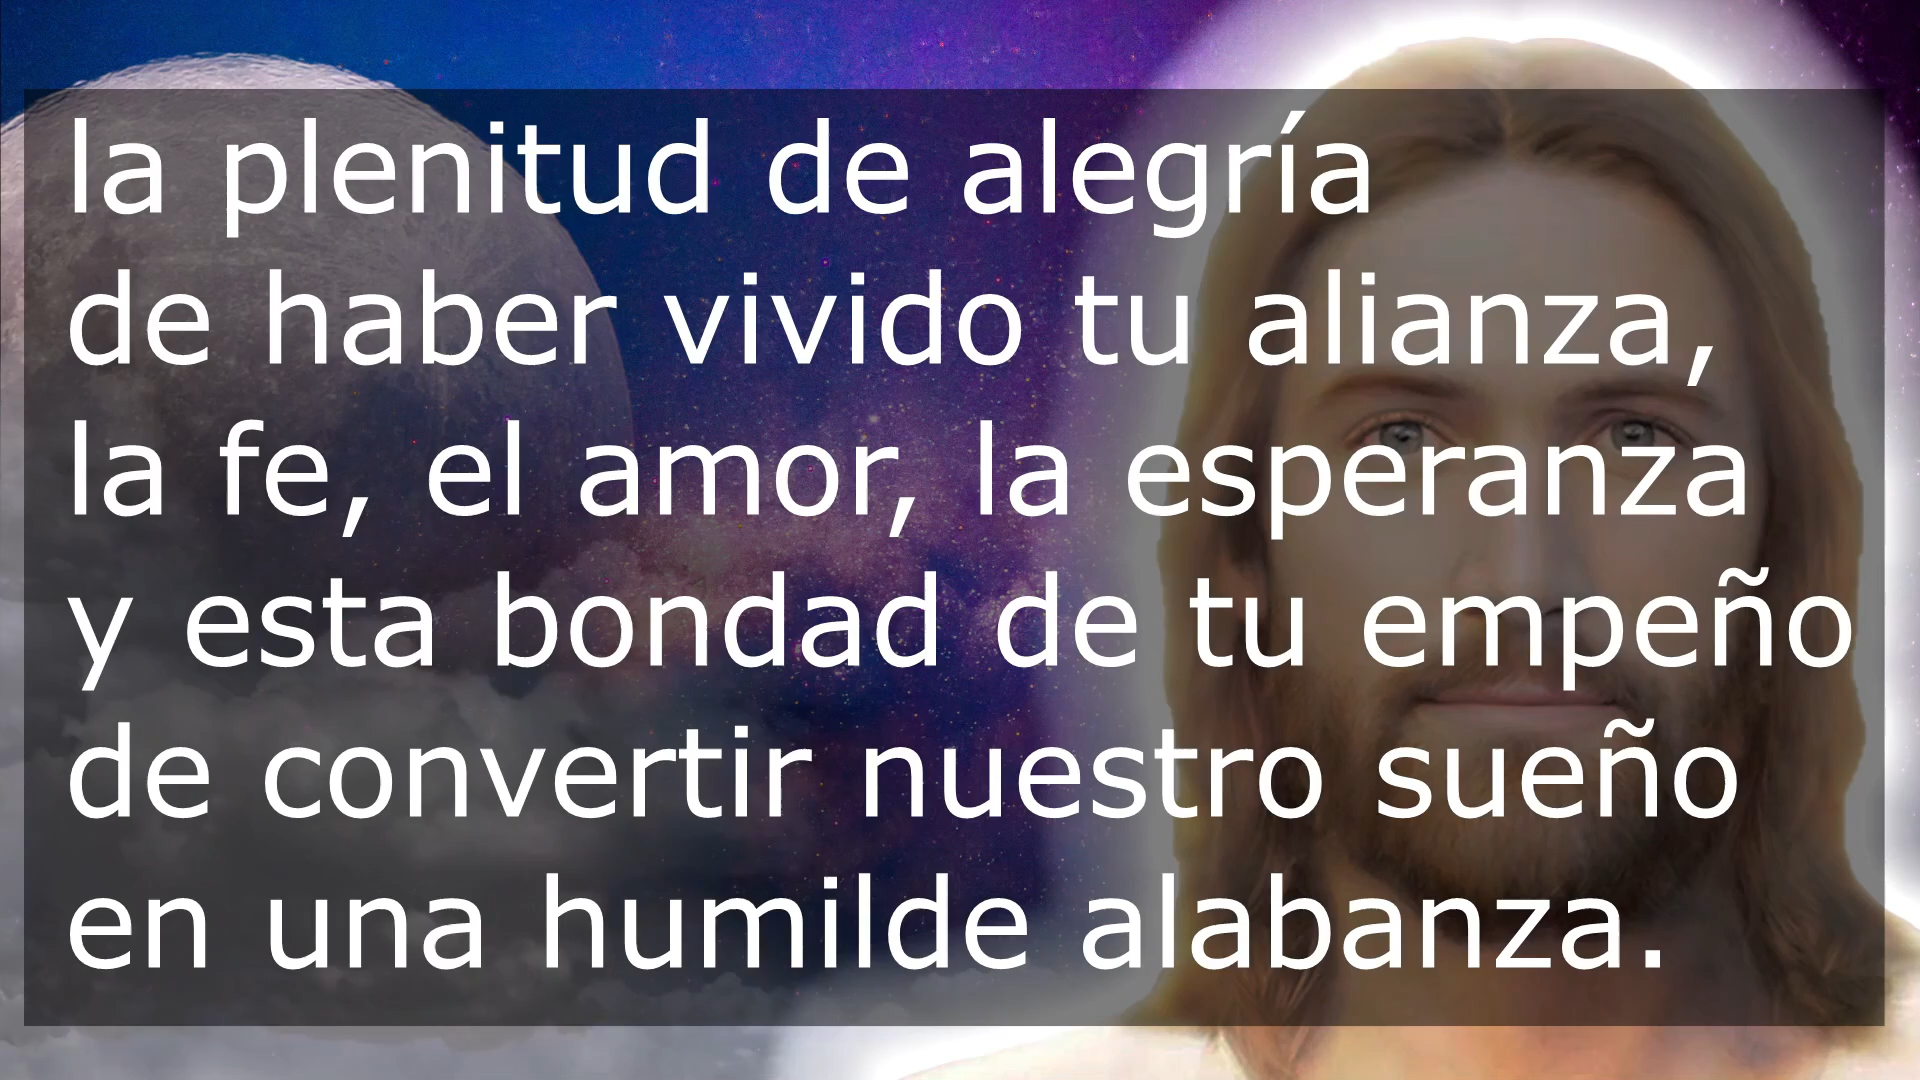 la plenitud de alegría
de haber vivido tu alianza,
la fe, el amor, la esperanza
y esta bondad de tu empeño
de convertir nuestro sueño
en una humilde alabanza.